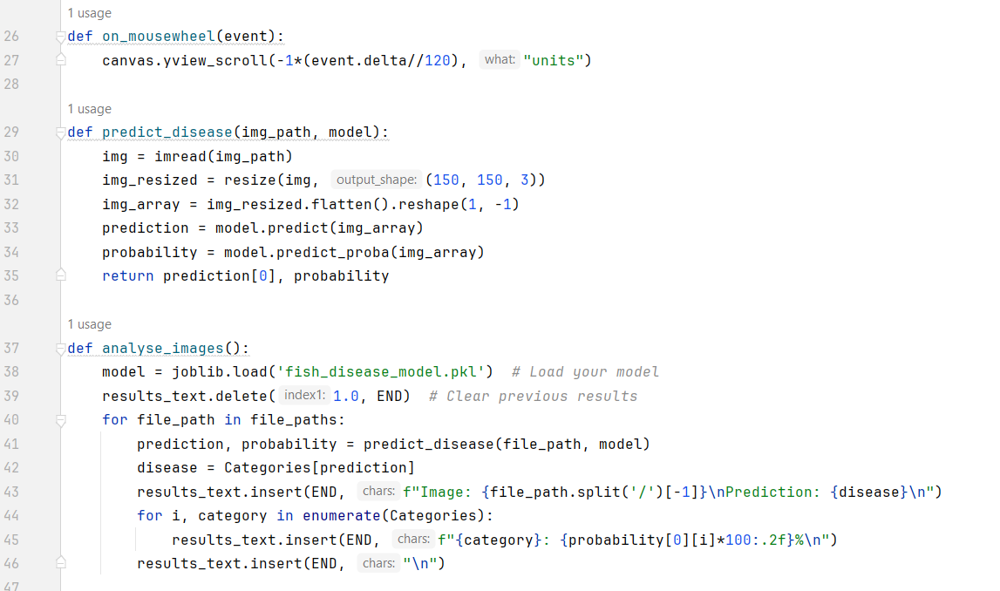 1 usage
26 def on_mousewheel(event):
27     canvas.yview_scroll(-1*(event.delta//120), what: "units")
28
1 usage
29 def predict_disease(img_path, model):
30     img = imread(img_path)
31     img_resized = resize(img, output_shape: (150, 150, 3))
32     img_array = img_resized.flatten().reshape(1, -1)
33     prediction = model.predict(img_array)
34     probability = model.predict_proba(img_array)
35     return prediction[0], probability
36
1 usage
37 def analyse_images():
38     model = joblib.load('fish_disease_model.pkl')  # Load your model
39     results_text.delete( index1: 1.0, END)  # Clear previous results
40     for file_path in file_paths:
41         prediction, probability = predict_disease(file_path, model)
42         disease = Categories[prediction]
43         results_text.insert(END, chars: f"Image: {file_path.split('/')[-1]}\nPrediction: {disease}\n")
44         for i, category in enumerate(Categories):
45             results_text.insert(END, chars: f"{category}: {probability[0][i]*100:.2f}%\n")
46         results_text.insert(END, chars: "\n")
47